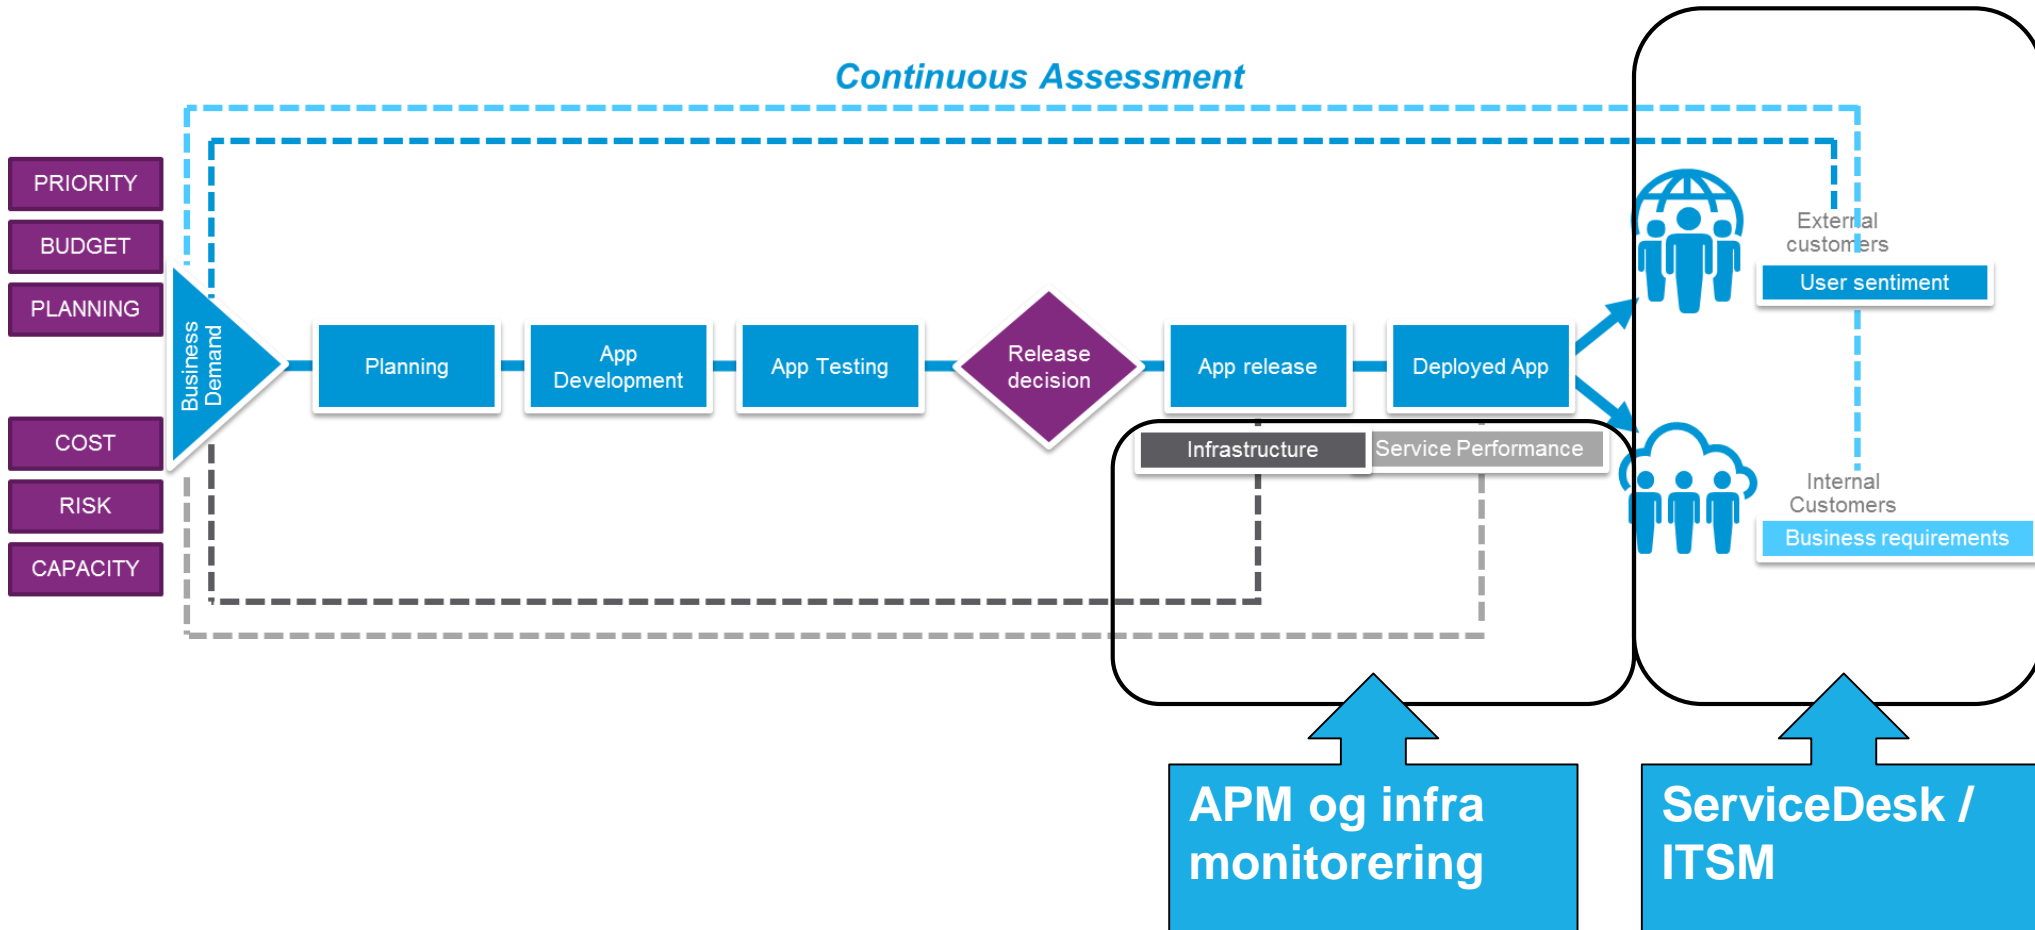 Continuous Assessment
PRIORITY
BUDGET
PLANNING
COST
RISK
CAPACITY
Business
Demand
Planning
App
Development
App Testing
Release
decision
App release
Deployed App
Infrastructure
Service Performance
External
customers
User sentiment
Internal
Customers
Business requirements
APM og infra
monitorering
ServiceDesk /
ITSM